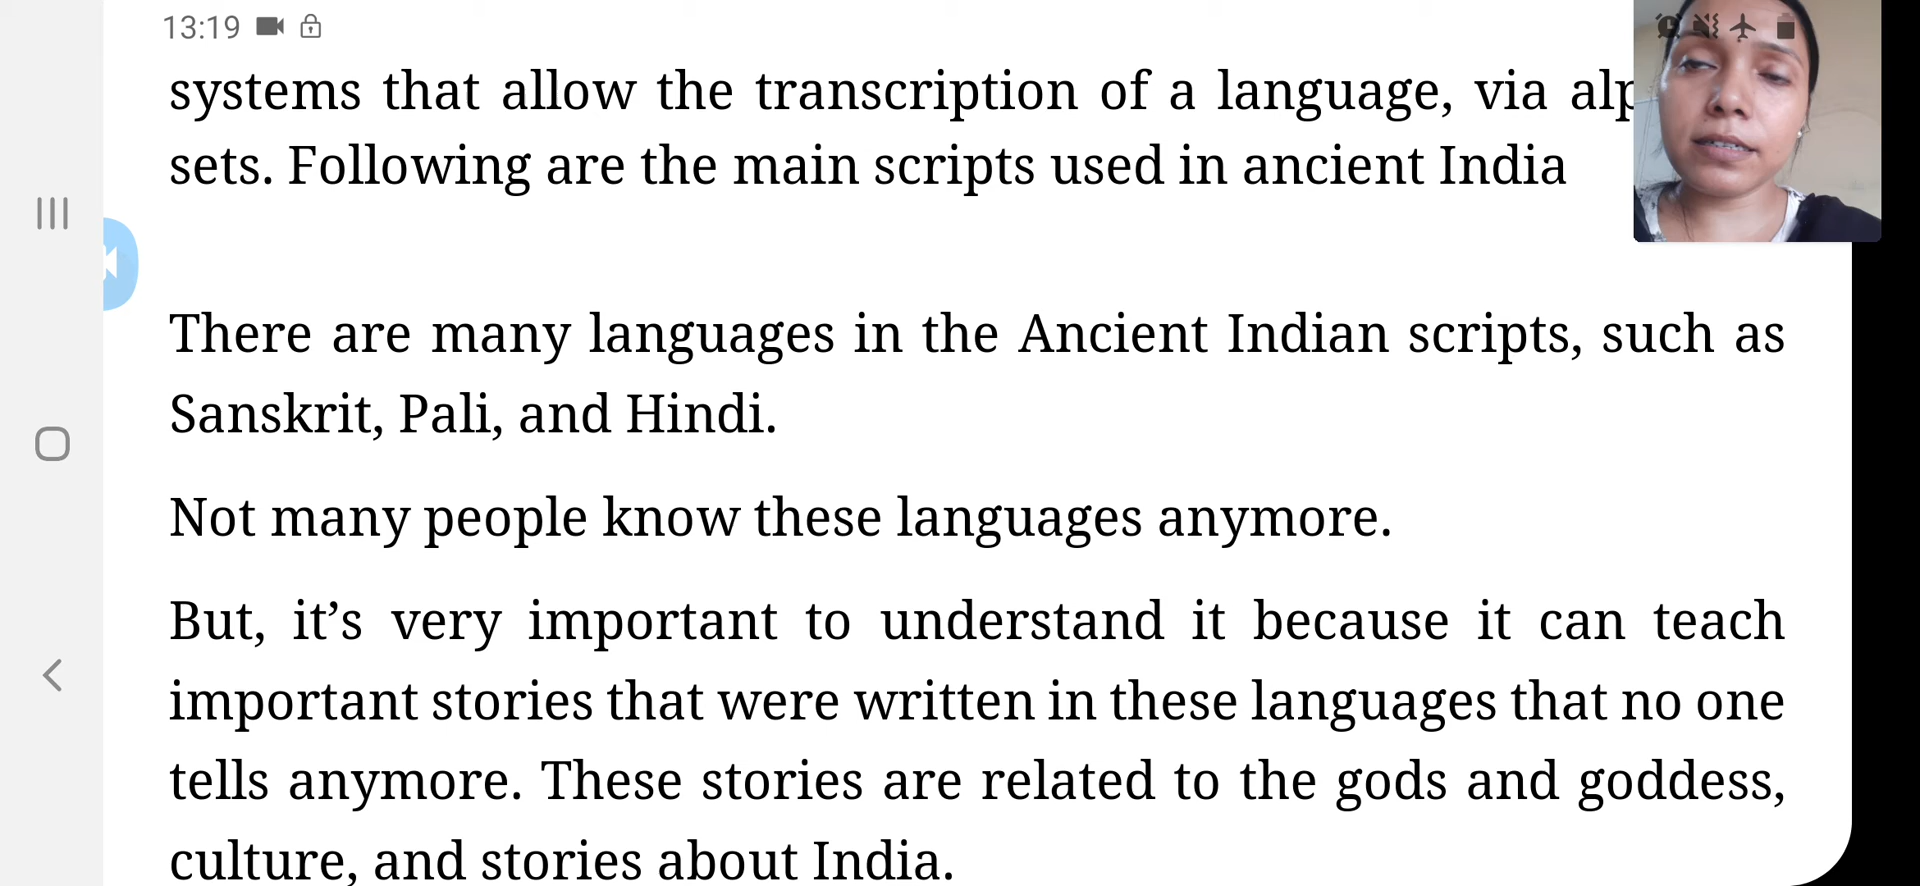 13:19
systems that allow the transcription of a language, via
sets. Following are the main scripts used in ancient India
There are many languages in the Ancient Indian scripts, such as
Sanskrit, Pali, and Hindi.
Not many people know these languages anymore.
But, it’s very important to understand it because it can teach
important stories that were written in these languages that no one
tells anymore. These stories are related to the gods and goddess,
culture, and stories about India.